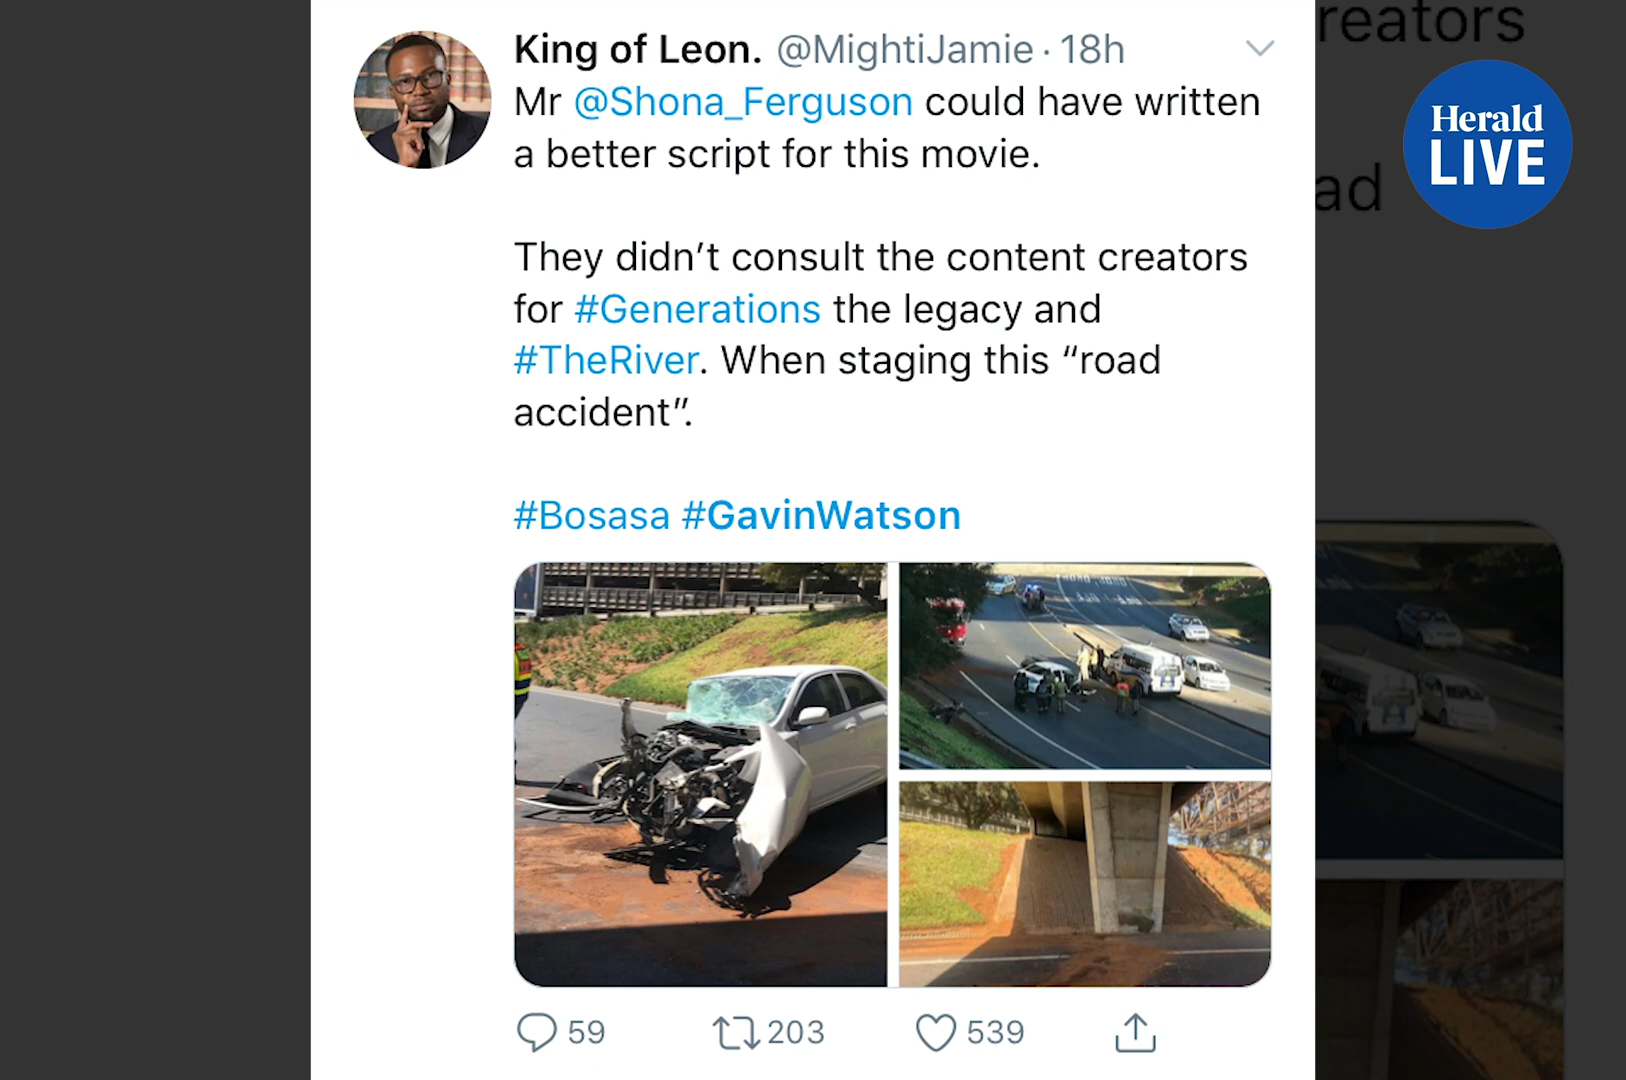 King of Leon. @MightiJamie · 18h
Mr @Shona_Ferguson could have written
a better script for this movie.
They didn't consult the content creators
for #Generations the legacy and
#TheRiver. When staging this “road
accident”.
#Bosasa #GavinWatson
59 203 539
reators
ad
Herald
LIVE